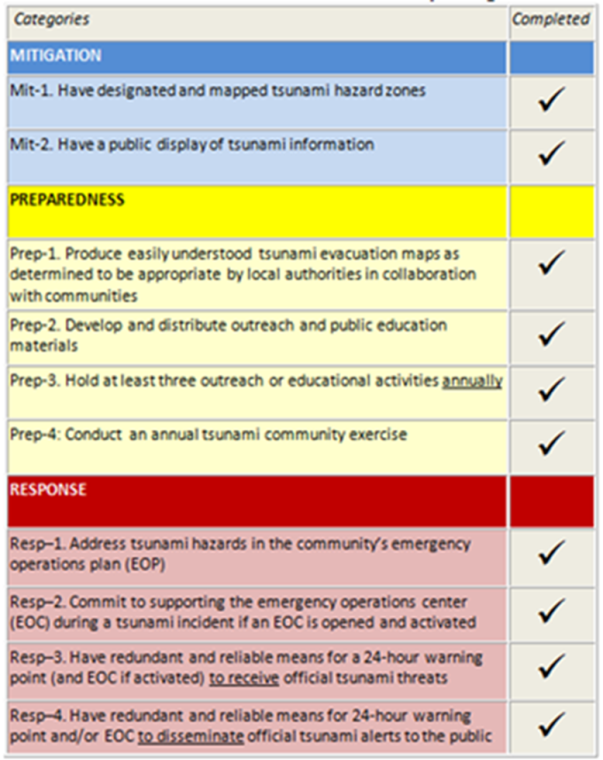 Categories Completed
MITIGATION
Mit-1. Have designated and mapped tsunami hazard zones
Mit-2. Have a public display of tsunami information
PREPAREDNESS
Prep-1. Produce easily understood tsunami evacuation maps as
determined to be appropriate by local authorities in collaboration
with communities
Prep-2. Develop and distribute outreach and public education
materials
Prep-3. Hold at least three outreach or educational activities annually
Prep-4: Conduct an annual tsunami community exercise
RESPONSE
Resp–1. Address tsunami hazards in the community's emergency
operations plan (EOP)
Resp–2. Commit to supporting the emergency operations center
(EOC) during a tsunami incident if an EOC is opened and activated
Resp–3. Have redundant and reliable means for a 24-hour warning
point (and EOC if activated) to receive official tsunami threats
Resp–4. Have redundant and reliable means for 24-hour warning
point and/or EOC to disseminate official tsunami alerts to the public